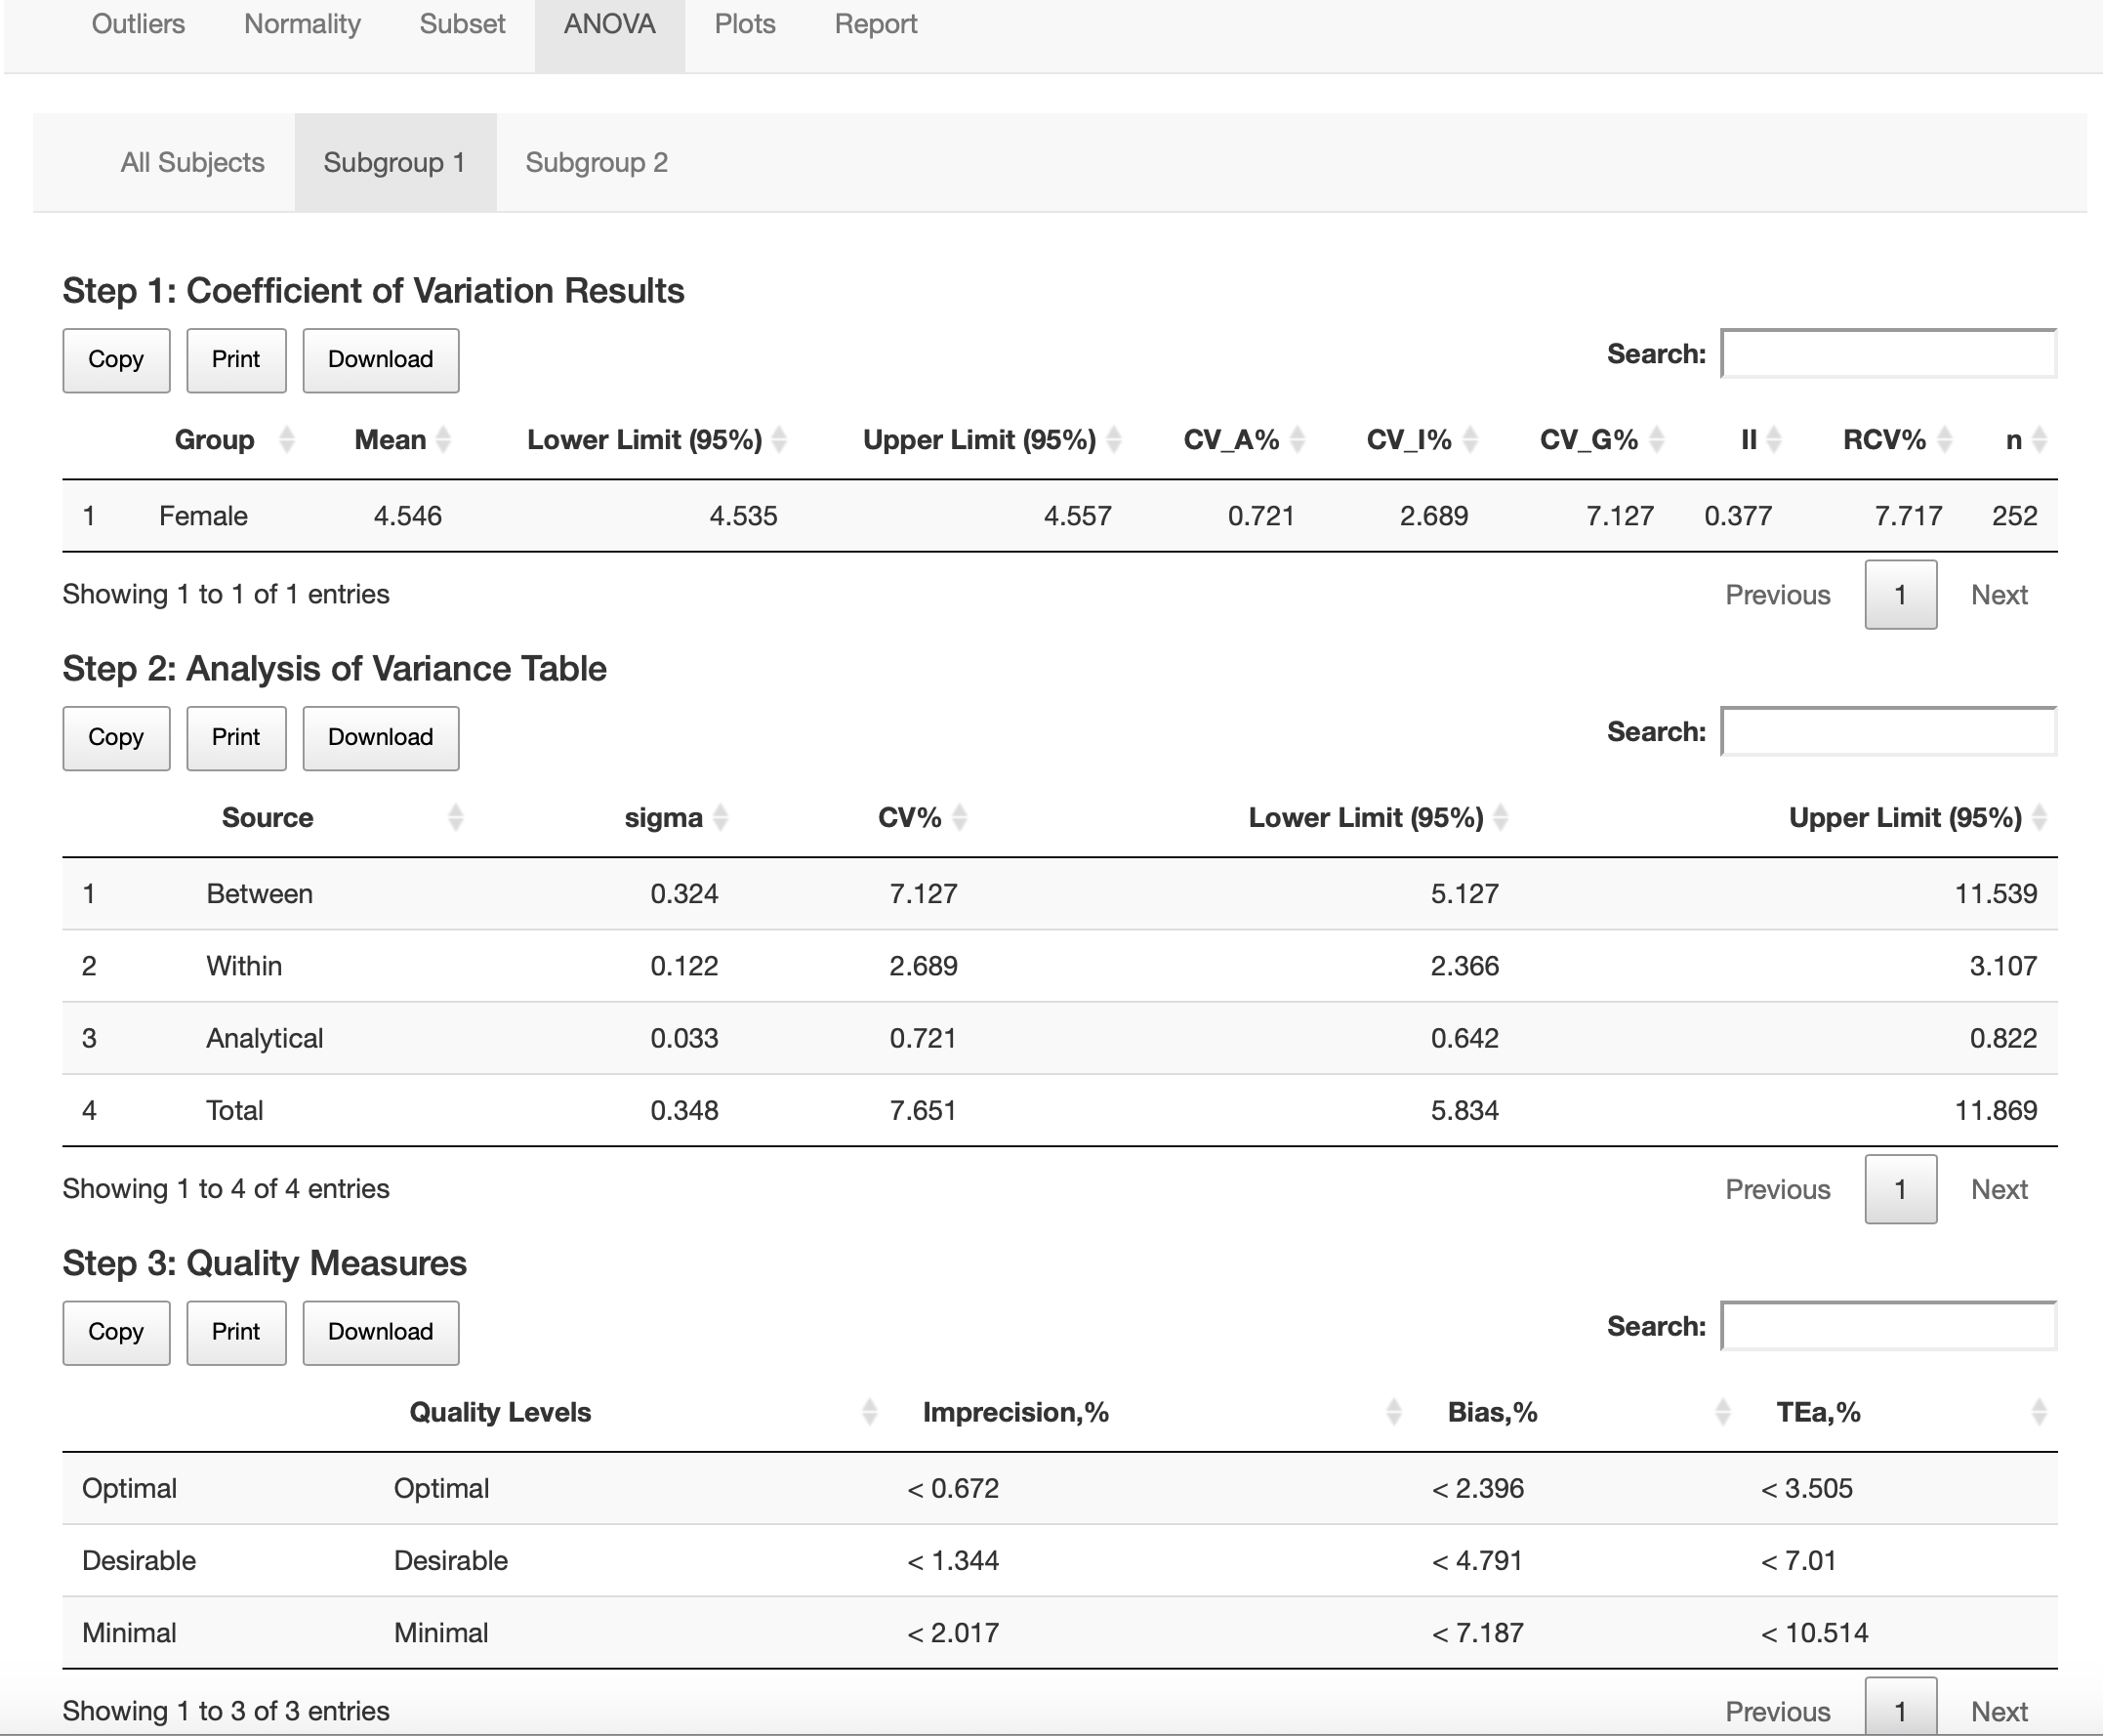 Outliers Normality Subset ANOVA Plots Report
All Subjects Subgroup 1 Subgroup 2
Step 1: Coefficient of Variation Results
Copy Print Download Search:
Group Mean Lower Limit (95%) Upper Limit (95%) CV_A% CV_I% CV_G% II RCV% n
1 Female 4.546 4.535 4.557 0.721 2.689 7.127 0.377 7.717 252
Showing 1 to 1 of 1 entries Previous 1 Next
Step 2: Analysis of Variance Table
Copy Print Download Search:
Source sigma CV% Lower Limit (95%) Upper Limit (95%)
1 Between 0.324 7.127 5.127 11.539
2 Within 0.122 2.689 2.366 3.107
3 Analytical 0.033 0.721 0.642 0.822
4 Total 0.348 7.651 5.834 11.869
Showing 1 to 4 of 4 entries Previous 1 Next
Step 3: Quality Measures
Copy Print Download Search:
Quality Levels Imprecision,% Bias,% TEa,%
Optimal Optimal < 0.672 < 2.396 < 3.505
Desirable Desirable < 1.344 < 4.791 < 7.01
Minimal Minimal < 2.017 < 7.187 < 10.514
Showing 1 to 3 of 3 entries Previous 1 Next